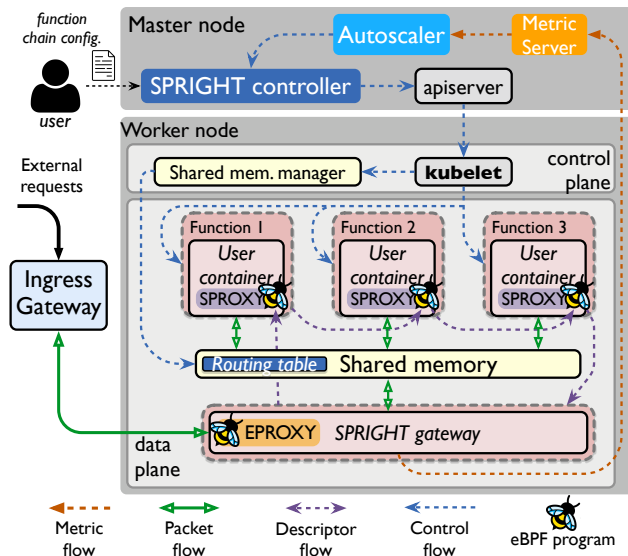 function
chain config.
user
Master node
Autoscaler
Metric
Server
SPRIGHT controller
apiserver
Worker node
External
requests
Shared mem. manager
kubelet
control
plane
Function 1
Function 2
Function 3
User
container
SPROXY
User
container
SPROXY
User
container
SPROXY
Ingress
Gateway
Routing table
Shared memory
EPROXY
SPRIGHT gateway
data
plane
Metric
flow
Packet
flow
Descriptor
flow
Control
flow
eBPF program